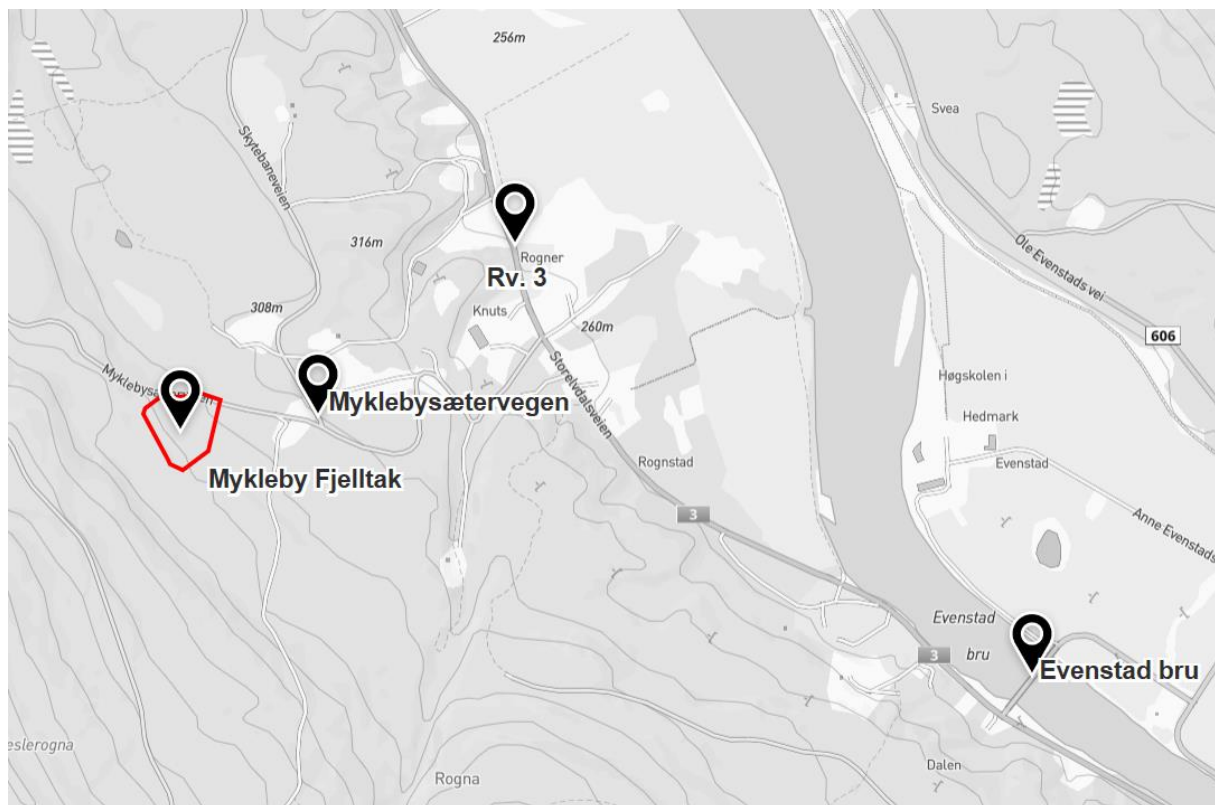 256m
Svea
Skytebaneveien
316m
Rogner
Rv. 3
Ole Evenstads vei
308m
Knuts
260m
606
Storelvdalsveien
Høgskolen i
Hedmark
Myklebysætervegen
Rognstad
Evenstad
Mykleby Fjelltak
3
Anne Evenstads
Evenstad
bru
3
Evenstad bru
eslerogna
Rogna
Dalen